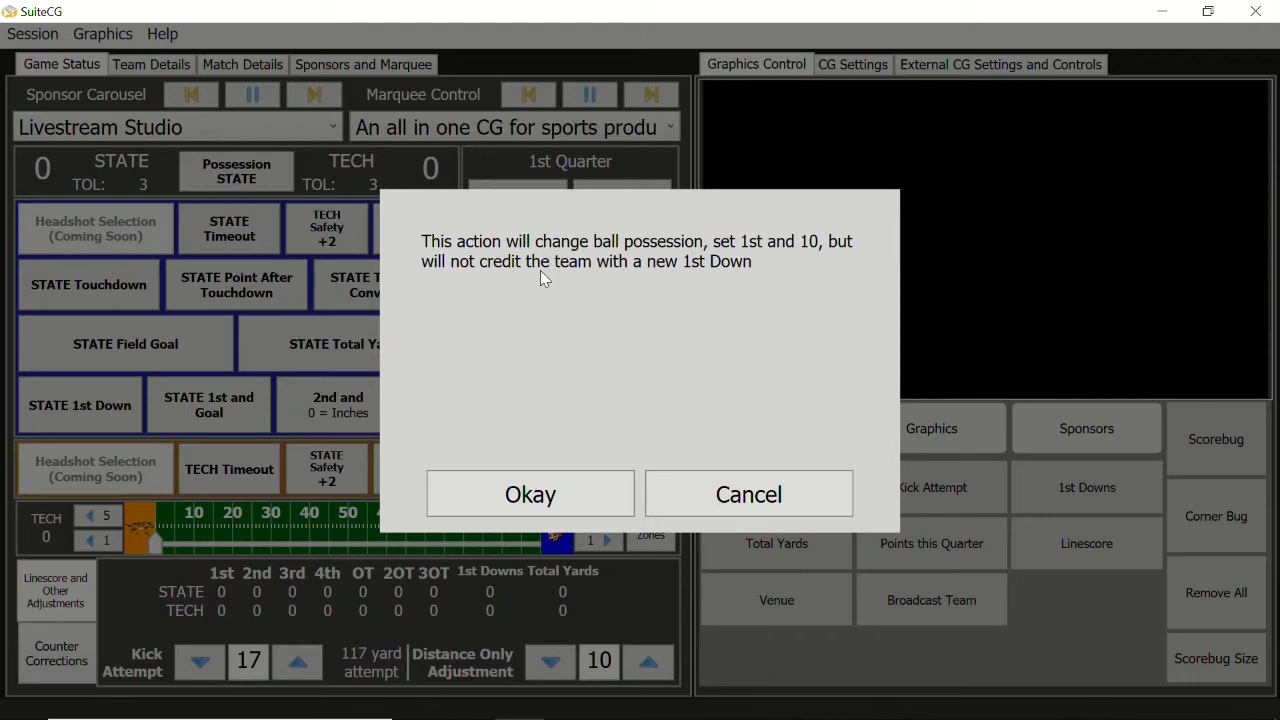 SuiteCG
Session Graphics Help
Game Status Team Details Match Details Sponsors and Marquee
Graphics Control CG Settings External CG Settings and Controls
Sponsor Carousel Marquee Control
Livestream Studio An all in one CG for sports produ
0 STATE TOL: 3
Possession
STATE
TECH TOL: 3 0
1st Quarter
Headshot Selection
(Coming Soon)
STATE
Timeout
TECH
Safety
+2
STATE Touchdown
STATE Point After
Touchdown
STATE T
Conv
STATE Field Goal
STATE Total Ya
STATE 1st Down
STATE 1st and
Goal
2nd and
0 = Inches
Headshot Selection
(Coming Soon)
TECH Timeout
STATE
Safety
+2
This action will change ball possession, set 1st and 10, but
will not credit the team with a new 1st Down
Okay Cancel
TECH
0
5
1
10 20 30 40 50
1
Zones
Linescore and
Other
Adjustments
Counter
Corrections
1st 2nd 3rd 4th OT 2OT 3OT 1st Downs Total Yards
STATE 0 0 0 0 0 0 0 0 0
TECH 0 0 0 0 0 0 0 0 0
Kick
Attempt
17
117 yard
attempt
Distance Only
Adjustment
10
Graphics
Sponsors
Scorebug
Kick Attempt
1st Downs
Corner Bug
Total Yards
Points this Quarter
Linescore
Remove All
Venue
Broadcast Team
Scorebug Size